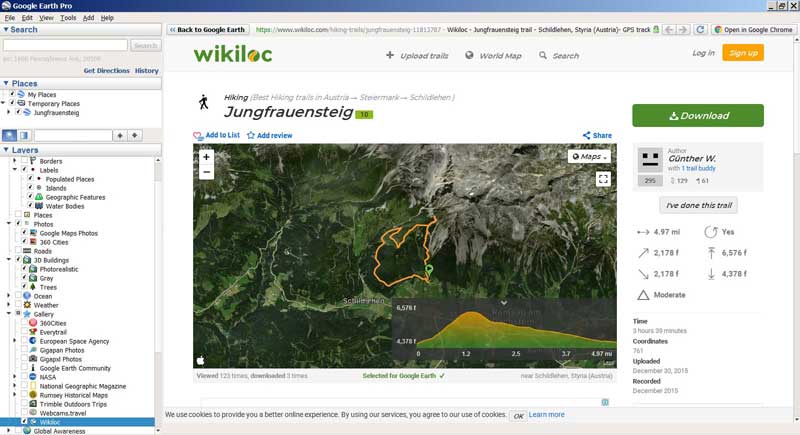 Google Earth Pro
File Edit View Tools Add Help
Search
Search
ex: 1600 Pennsylvania Ave, 20500
Get Directions History
Places
My Places
Temporary Places
Jungfrauensteig
Layers
Borders
Labels
Populated Places
Islands
Geographic Features
Water Bodies
Places
Photos
Google Maps Photos
360 Cities
Roads
3D Buildings
Photorealistic
Gray
Trees
Ocean
Weather
Gallery
360Cities
Everytrail
European Space Agency
Gigapan Photos
Gigapxl Photos
Google Earth Community
NASA
National Geographic Magazine
Rumsey Historical Maps
Trimble Outdoors Trips
Webcams.travel
Wikiloc
Global Awareness
Back to Google Earth
https://www.wikiloc.com/hiking-trails/jungfrauensteig-11813787 - Wikiloc - Jungfrauensteig trail - Schildlehen, Styria (Austria)- GPS track
Open in Google Chrome
wikiloc
Upload trails World Map Search
Log in Sign up
Hiking (Best Hiking trails in Austria → Steiermark → Schildlehen )
Jungfrauensteig 10
Add to List Add review Share
+
−
Maps
Schildlehen
6,576 f
4,378 f
0 1.2 2.5 3.7 4.97 mi
Legal
Viewed 123 times, downloaded 3 times Selected for Google Earth ✓ near Schildlehen, Styria (Austria)
Download
Author
Günther W.
with 1 trail buddy
295 129 61
I've done this trail
4.97 mi Yes
2,178 f 6,576 f
2,178 f 4,378 f
Moderate
Time
3 hours 39 minutes
Coordinates
761
Uploaded
December 30, 2015
Recorded
December 2015
We use cookies to provide you a better online experience. By using our services, you agree to our use of cookies. OK Learn more